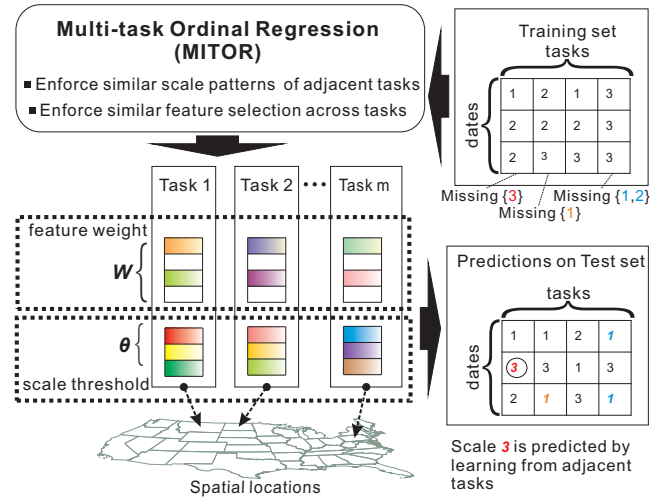 Multi-task Ordinal Regression
(MITOR)
▪ Enforce similar scale patterns of adjacent tasks
▪ Enforce similar feature selection across tasks
Training set
tasks
dates
1 2 1 3
2 2 2 3
2 3 3 3
Missing {3}
Missing {1}
Missing {1,2}
Task 1 Task 2 ••• Task m
feature weight
W
θ
scale threshold
Spatial locations
Predictions on Test set
tasks
dates
1 1 2 1
3 3 1 3
2 1 3 1
Scale 3 is predicted by
learning from adjacent
tasks